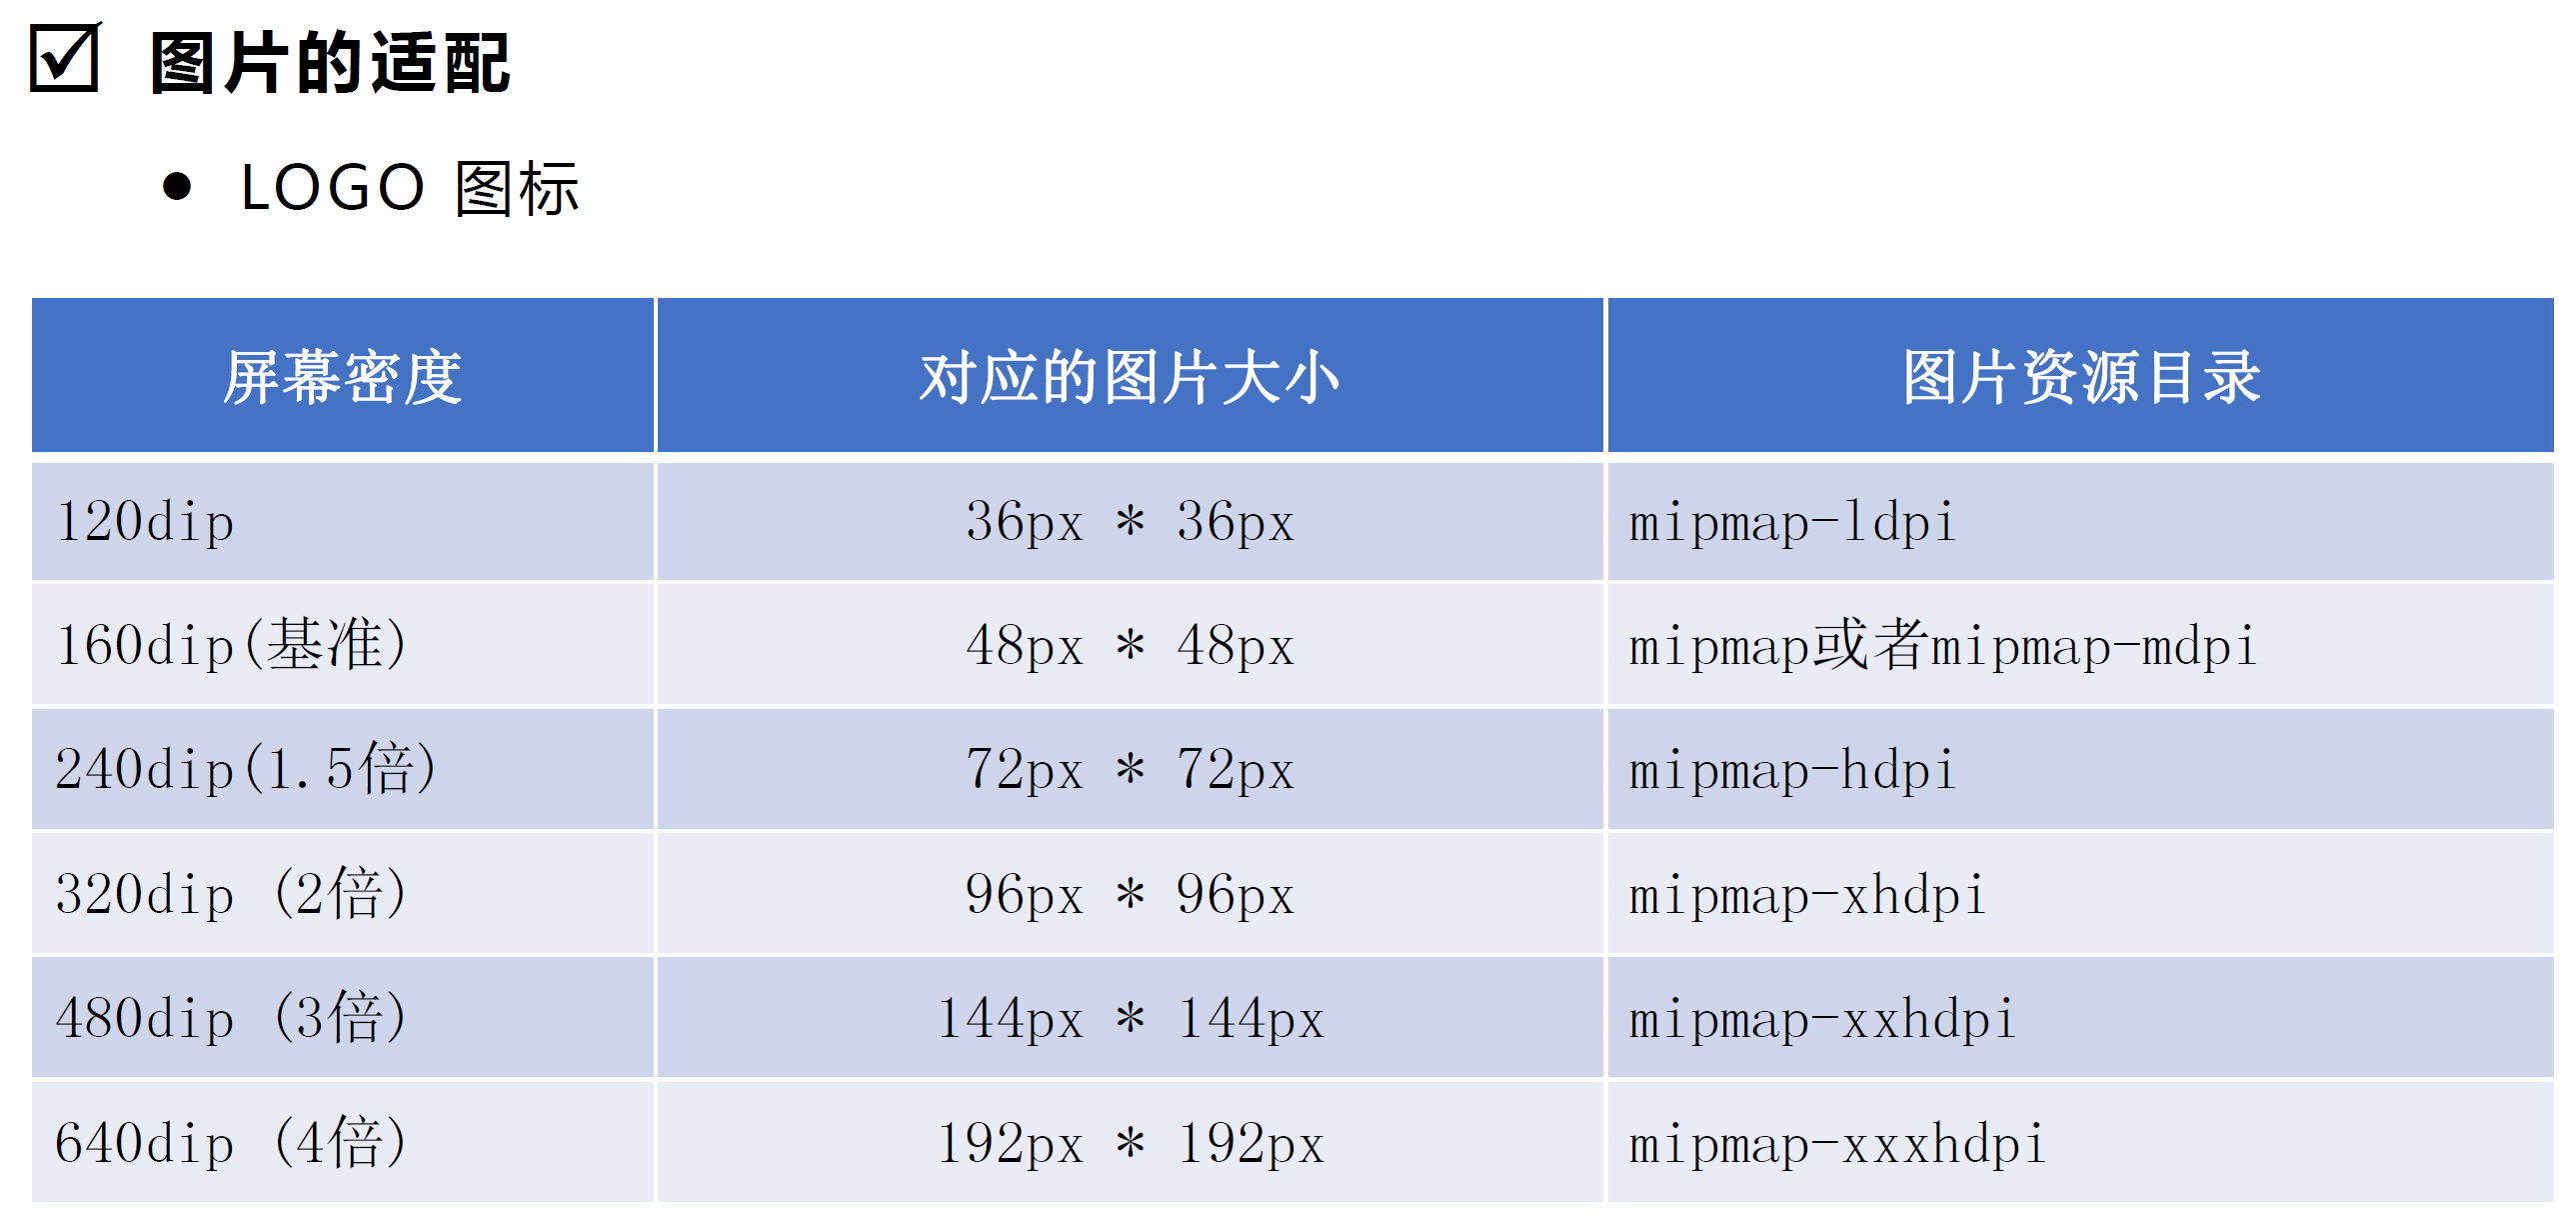 图片的适配
LOGO 图标
屏幕密度 对应的图片大小 图片资源目录
120dip 36px * 36px mipmap-ldpi
160dip(基准) 48px * 48px mipmap或者mipmap-mdpi
240dip(1.5倍) 72px * 72px mipmap-hdpi
320dip (2倍) 96px * 96px mipmap-xhdpi
480dip (3倍) 144px * 144px mipmap-xxhdpi
640dip (4倍) 192px * 192px mipmap-xxxhdpi